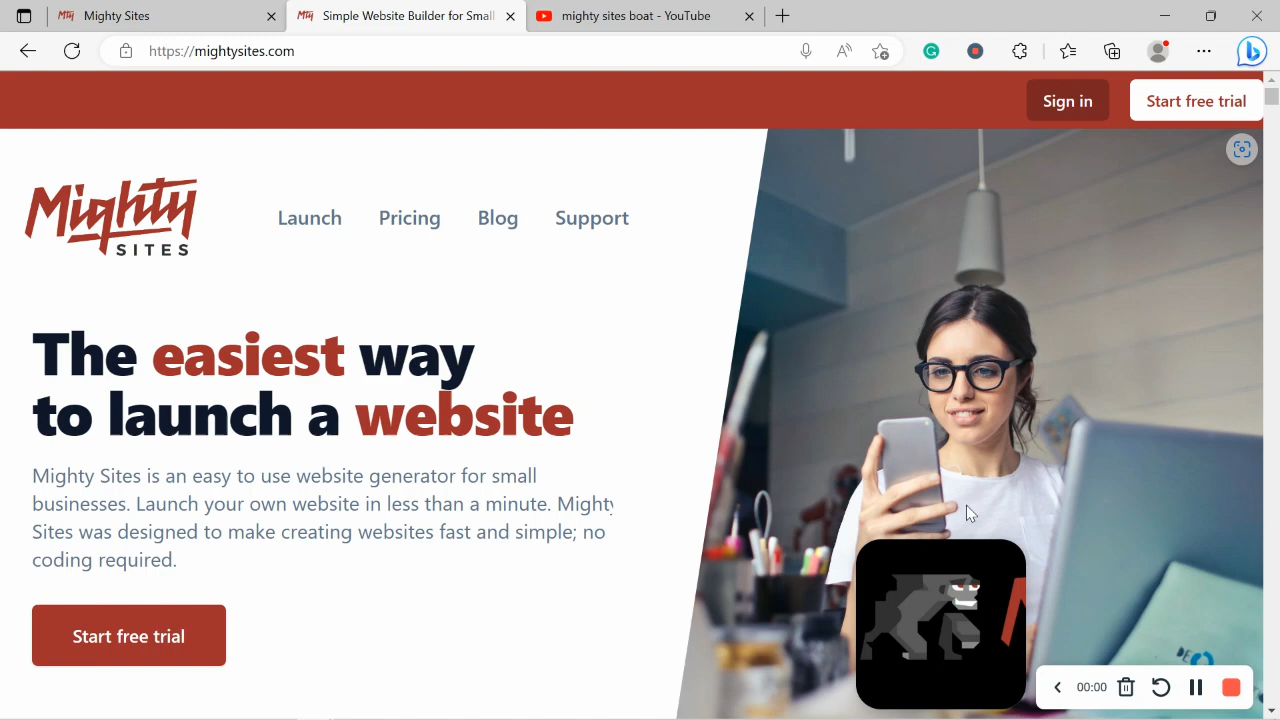 Mighty Sites
Simple Website Builder for Small
mighty sites boat - YouTube
https://mightysites.com
Sign in
Start free trial
Mighty
SITES
Launch
Pricing
Blog
Support
The easiest way
to launch a website
Mighty Sites is an easy to use website generator for small
businesses. Launch your own website in less than a minute. Mighty
Sites was designed to make creating websites fast and simple; no
coding required.
Start free trial
00:00